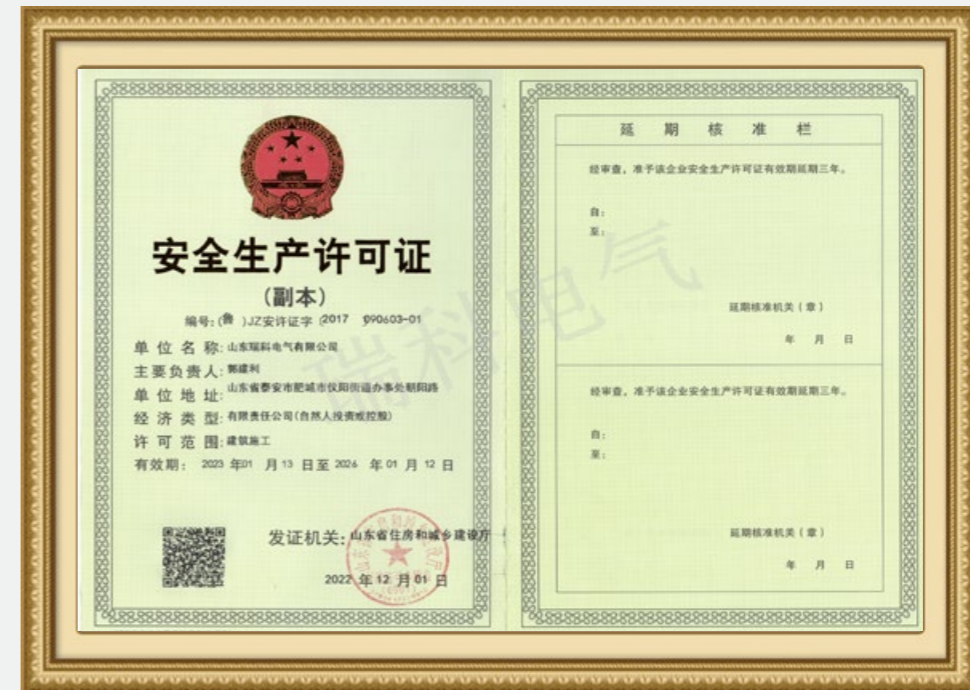 安全生产许可证
(副本)
编号:(鲁 )JZ安许证字〔2017 090603-01
单位名称: 山东瑞科电气有限公司
主要负责人: 郭建利
单位地址: 山东省泰安市肥城市仪阳街道办事处朝阳路
经济类型: 有限责任公司(自然人投资或控股)
许可范围: 建筑施工
有效期: 2023 年01 月13 日至2026 年01 月12 日
发证机关: 山东省住房和城乡建设厅
2022 年12 月01 日
延期核准栏
经审查,准予该企业安全生产许可证有效期延期三年。
自:
至:
延期核准机关(章)
年 月 日
经审查,准予该企业安全生产许可证有效期延期三年。
自:
至:
延期核准机关(章)
年 月 日
瑞科电气